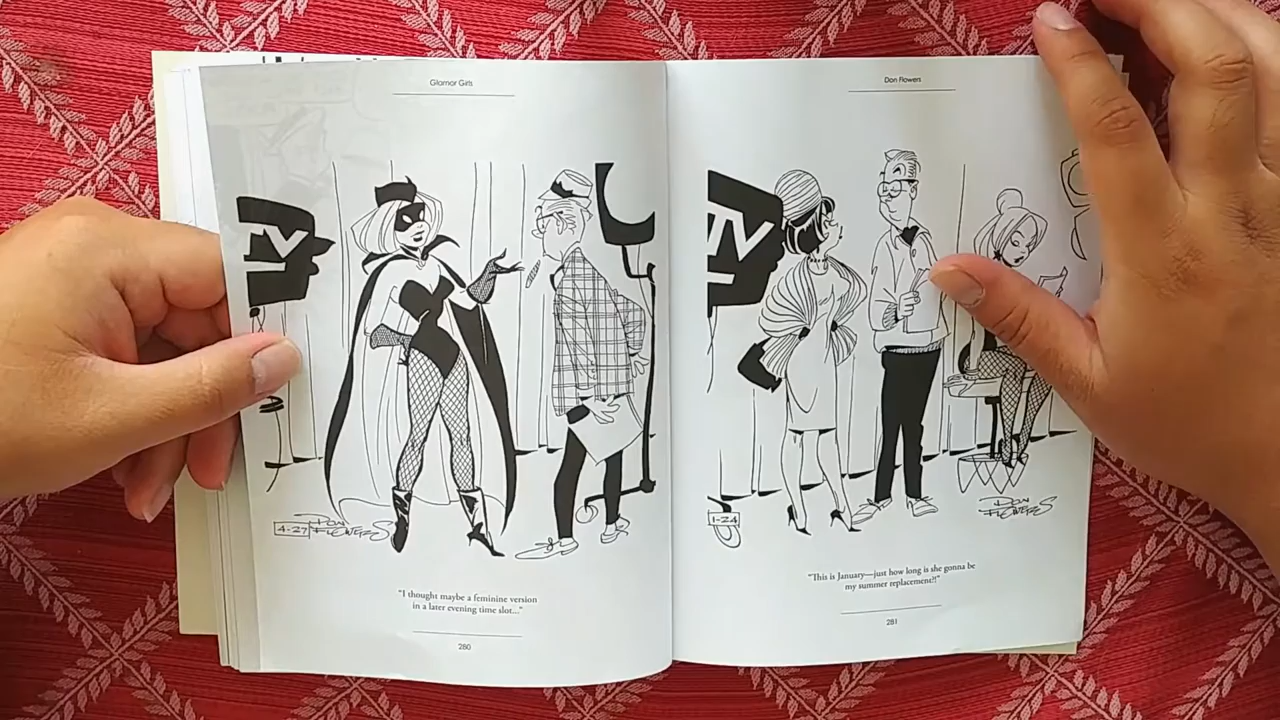 Glamor Girls
TV
4-27
DON
FLOWERS
"I thought maybe a feminine version
in a later evening time slot..."
280
Don Flowers
TV
1-24
DON
FLOWERS
"This is January—just how long is she gonna be
my summer replacement?!"
281